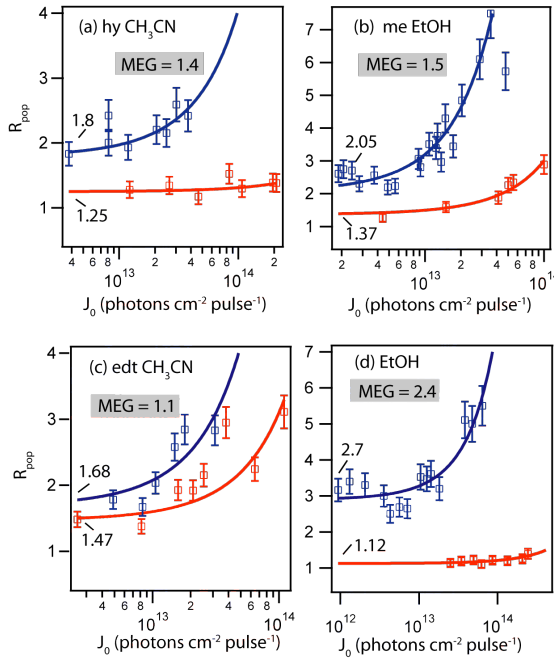 (a) hy CH3CN
MEG = 1.4
1.8
1.25
Rpop
4
3
2
1
4 6 8 10^13 2 4 6 8 10^14 2
J0 (photons cm-2 pulse-1)
(b) me EtOH
MEG = 1.5
2.05
1.37
7
6
5
4
3
2
1
2 4 6 8 10^13 2 4 6 8 10^14
J0 (photons cm-2 pulse-1)
(c) edt CH3CN
MEG = 1.1
1.68
1.47
Rpop
4
3
2
1
4 6 8 10^13 2 4 6 8 10^14
J0 (photons cm-2 pulse-1)
(d) EtOH
MEG = 2.4
2.7
1.12
7
6
5
4
3
2
1
10^12 10^13 10^14
J0 (photons cm-2 pulse-1)